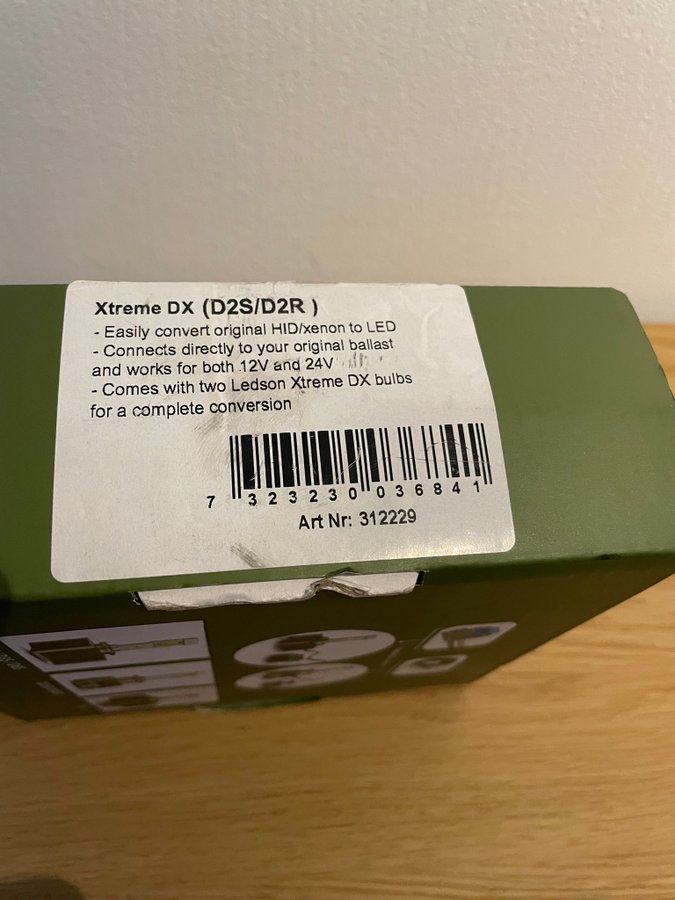 Xtreme DX (D2S/D2R )
- Easily convert original HID/xenon to LED
- Connects directly to your original ballast
and works for both 12V and 24V
- Comes with two Ledson Xtreme DX bulbs
for a complete conversion
7 323230 036841
Art Nr: 312229